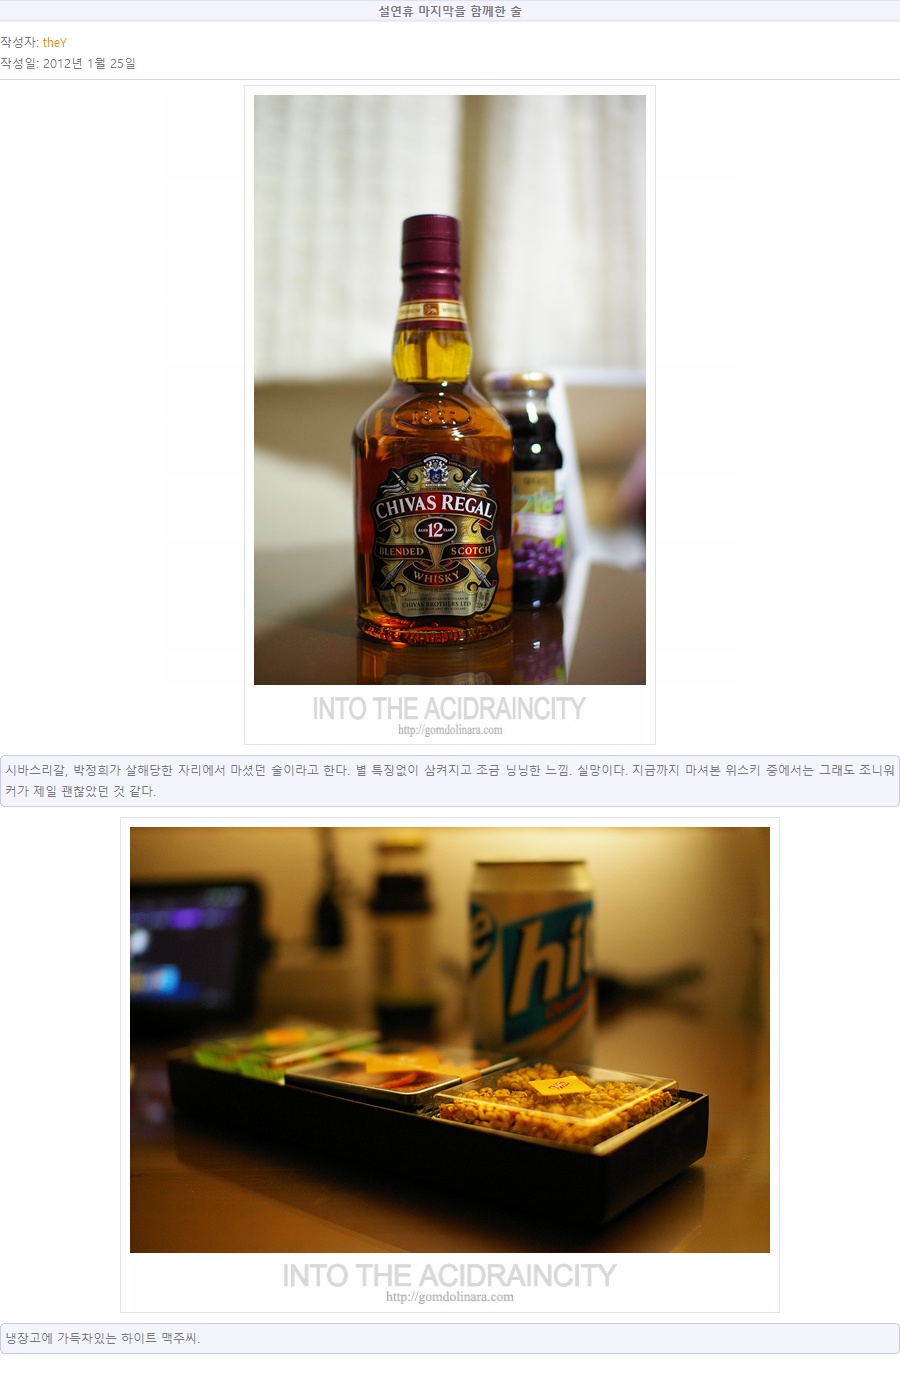 설연휴 마지막을 함께한 술
작성자: theY
작성일: 2012년 1월 25일
CHIVAS REGAL
AGED 12 YEARS
BLENDED SCOTCH
WHISKY
CHIVAS BROTHERS LTD
INTO THE ACIDRAINCITY
http://gomdolinara.com
시바스리갈, 박정희가 살해당한 자리에서 마셨던 술이라고 한다. 별 특징없이 삼켜지고 조금 닝닝한 느낌. 실망이다. 지금까지 마셔본 위스키 중에서는 그래도 조니워
커가 제일 괜찮았던 것 같다.
e hi
INTO THE ACIDRAINCITY
http://gomdolinara.com
냉장고에 가득차있는 하이트 맥주씨.